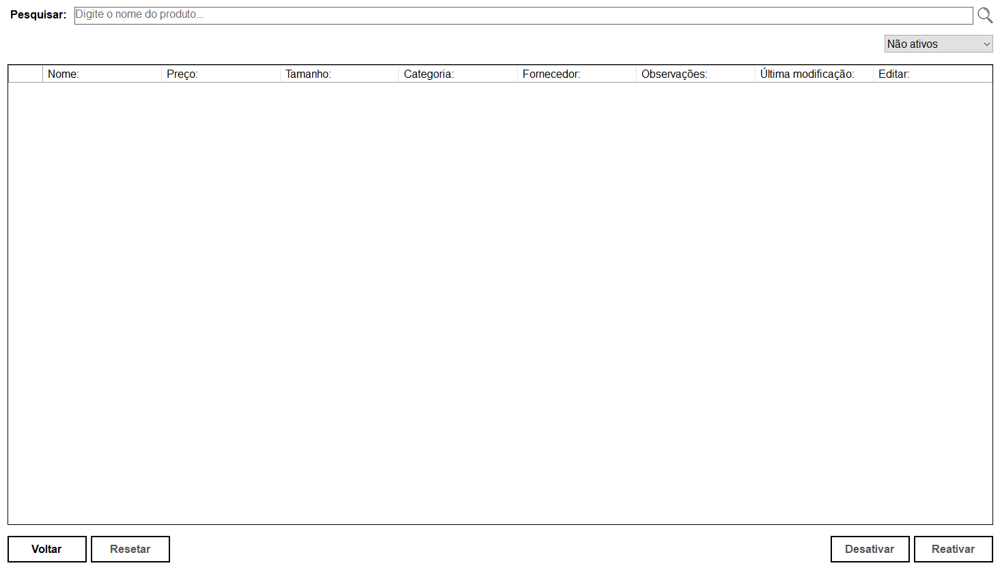 Pesquisar: Digite o nome do produto...
Não ativos
Nome: Preço: Tamanho: Categoria: Fornecedor: Observações: Última modificação: Editar:
Voltar Resetar Desativar Reativar